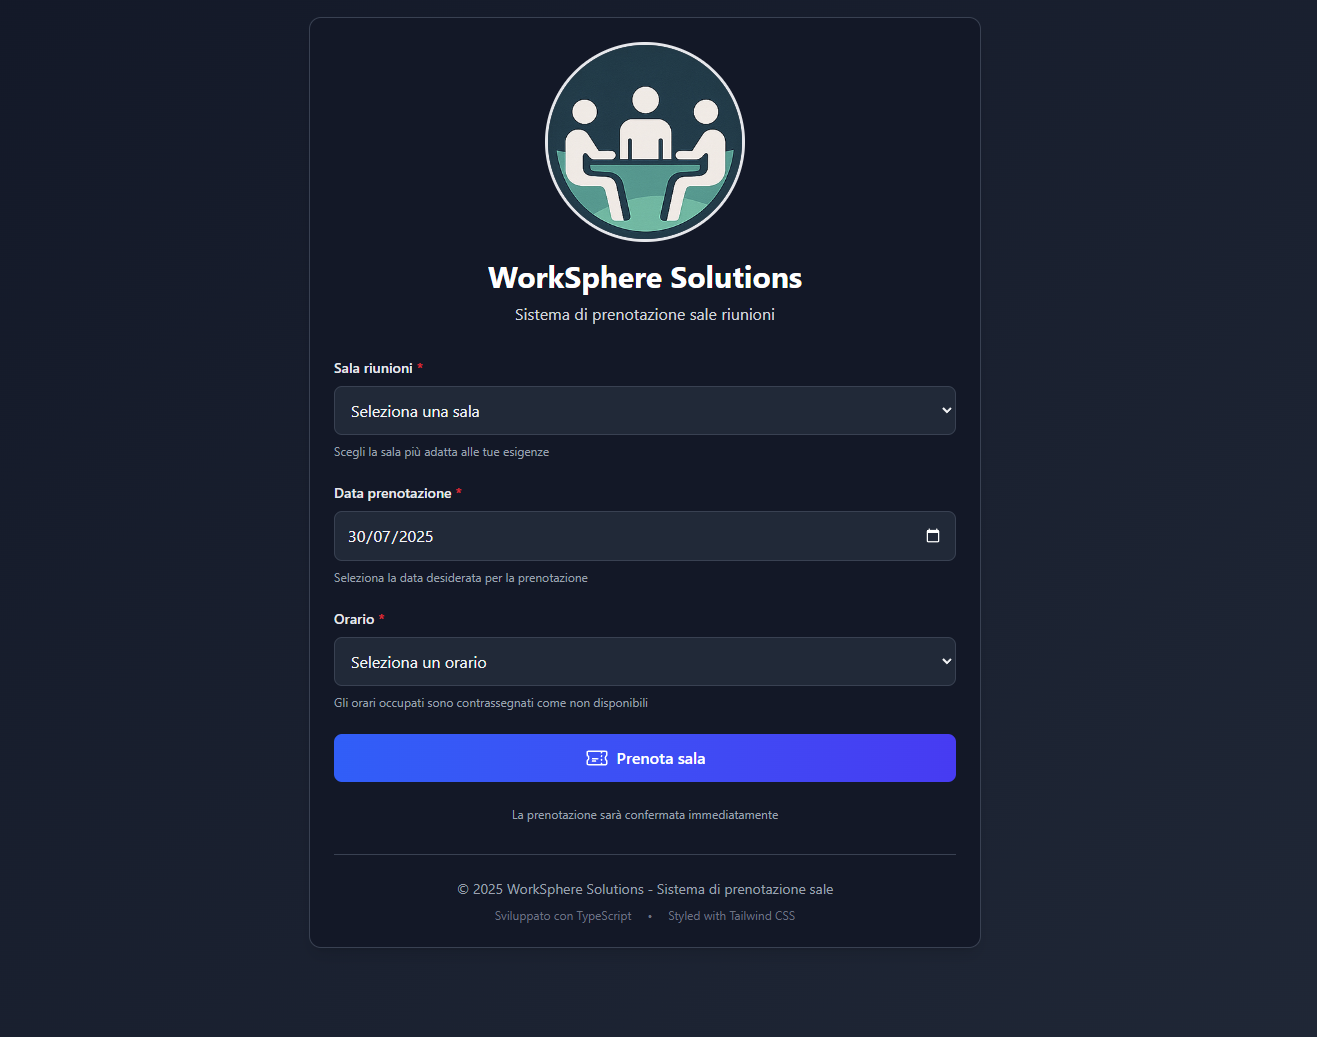 WorkSphere Solutions
Sistema di prenotazione sale riunioni
Sala riunioni *
Seleziona una sala
Scegli la sala più adatta alle tue esigenze
Data prenotazione *
30/07/2025
Seleziona la data desiderata per la prenotazione
Orario *
Seleziona un orario
Gli orari occupati sono contrassegnati come non disponibili
Prenota sala
La prenotazione sarà confermata immediatamente
© 2025 WorkSphere Solutions - Sistema di prenotazione sale
Sviluppato con TypeScript • Styled with Tailwind CSS